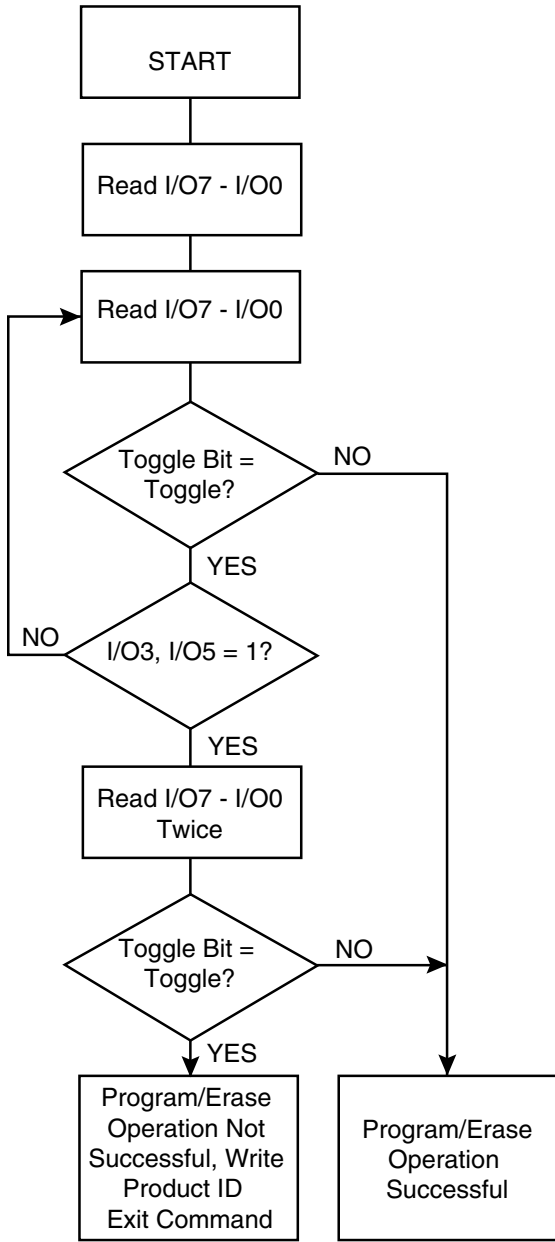 START
Read I/O7 - I/O0
Read I/O7 - I/O0
Toggle Bit =
Toggle?
NO
YES
NO
I/O3, I/O5 = 1?
YES
Read I/O7 - I/O0
Twice
Toggle Bit =
Toggle?
NO
YES
Program/Erase
Operation Not
Successful, Write
Product ID
Exit Command
Program/Erase
Operation
Successful